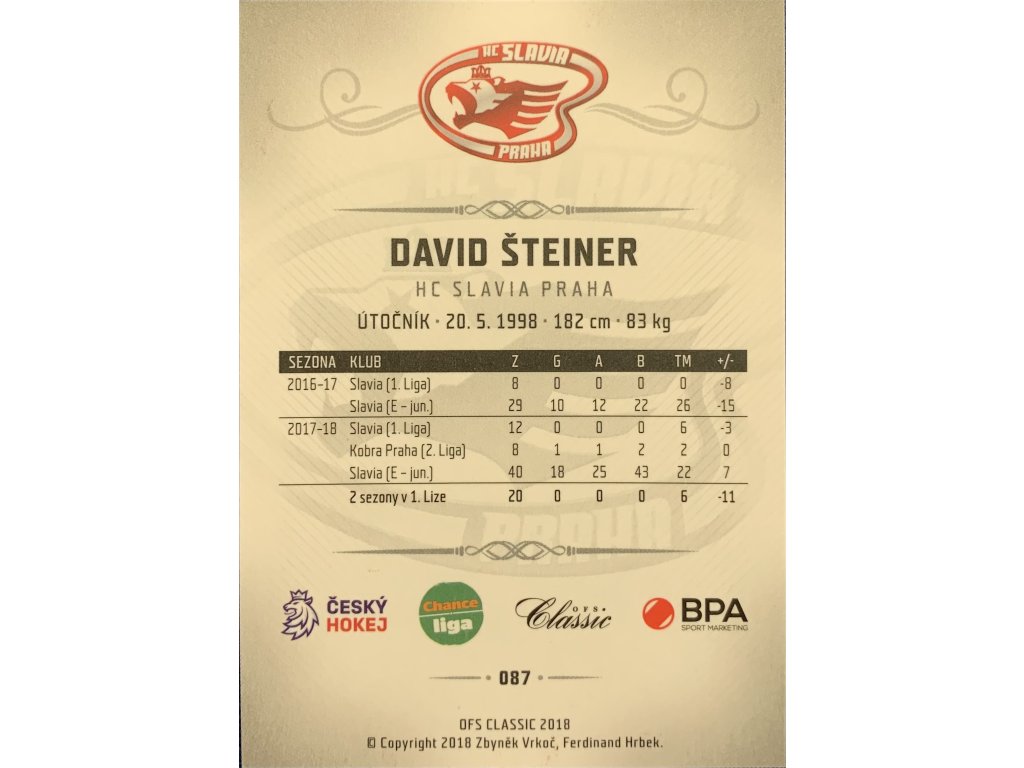 HC SLAVIA
PRAHA
DAVID ŠTEINER
HC SLAVIA PRAHA
ÚTOČNÍK • 20. 5. 1998 • 182 cm • 83 kg
SEZONA KLUB Z G A B TM +/-
2016-17 Slavia (1. Liga) 8 0 0 0 0 -8
Slavia (E - jun.) 29 10 12 22 26 -15
2017-18 Slavia (1. Liga) 12 0 0 0 6 -3
Kobra Praha (2. Liga) 8 1 1 2 2 0
Slavia (E - jun.) 40 18 25 43 22 7
2 sezony v 1. Lize 20 0 0 0 6 -11
ČESKÝ HOKEJ
Chance liga
OFS Classic
BPA SPORT MARKETING
• 087 •
OFS CLASSIC 2018
© Copyright 2018 Zbyněk Vrkoč, Ferdinand Hrbek.